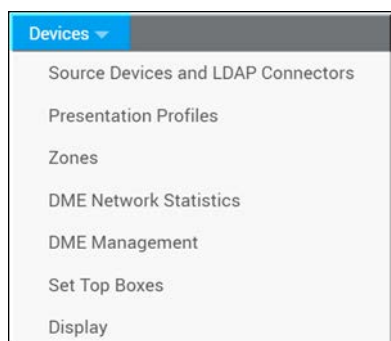 Devices
Source Devices and LDAP Connectors
Presentation Profiles
Zones
DME Network Statistics
DME Management
Set Top Boxes
Display